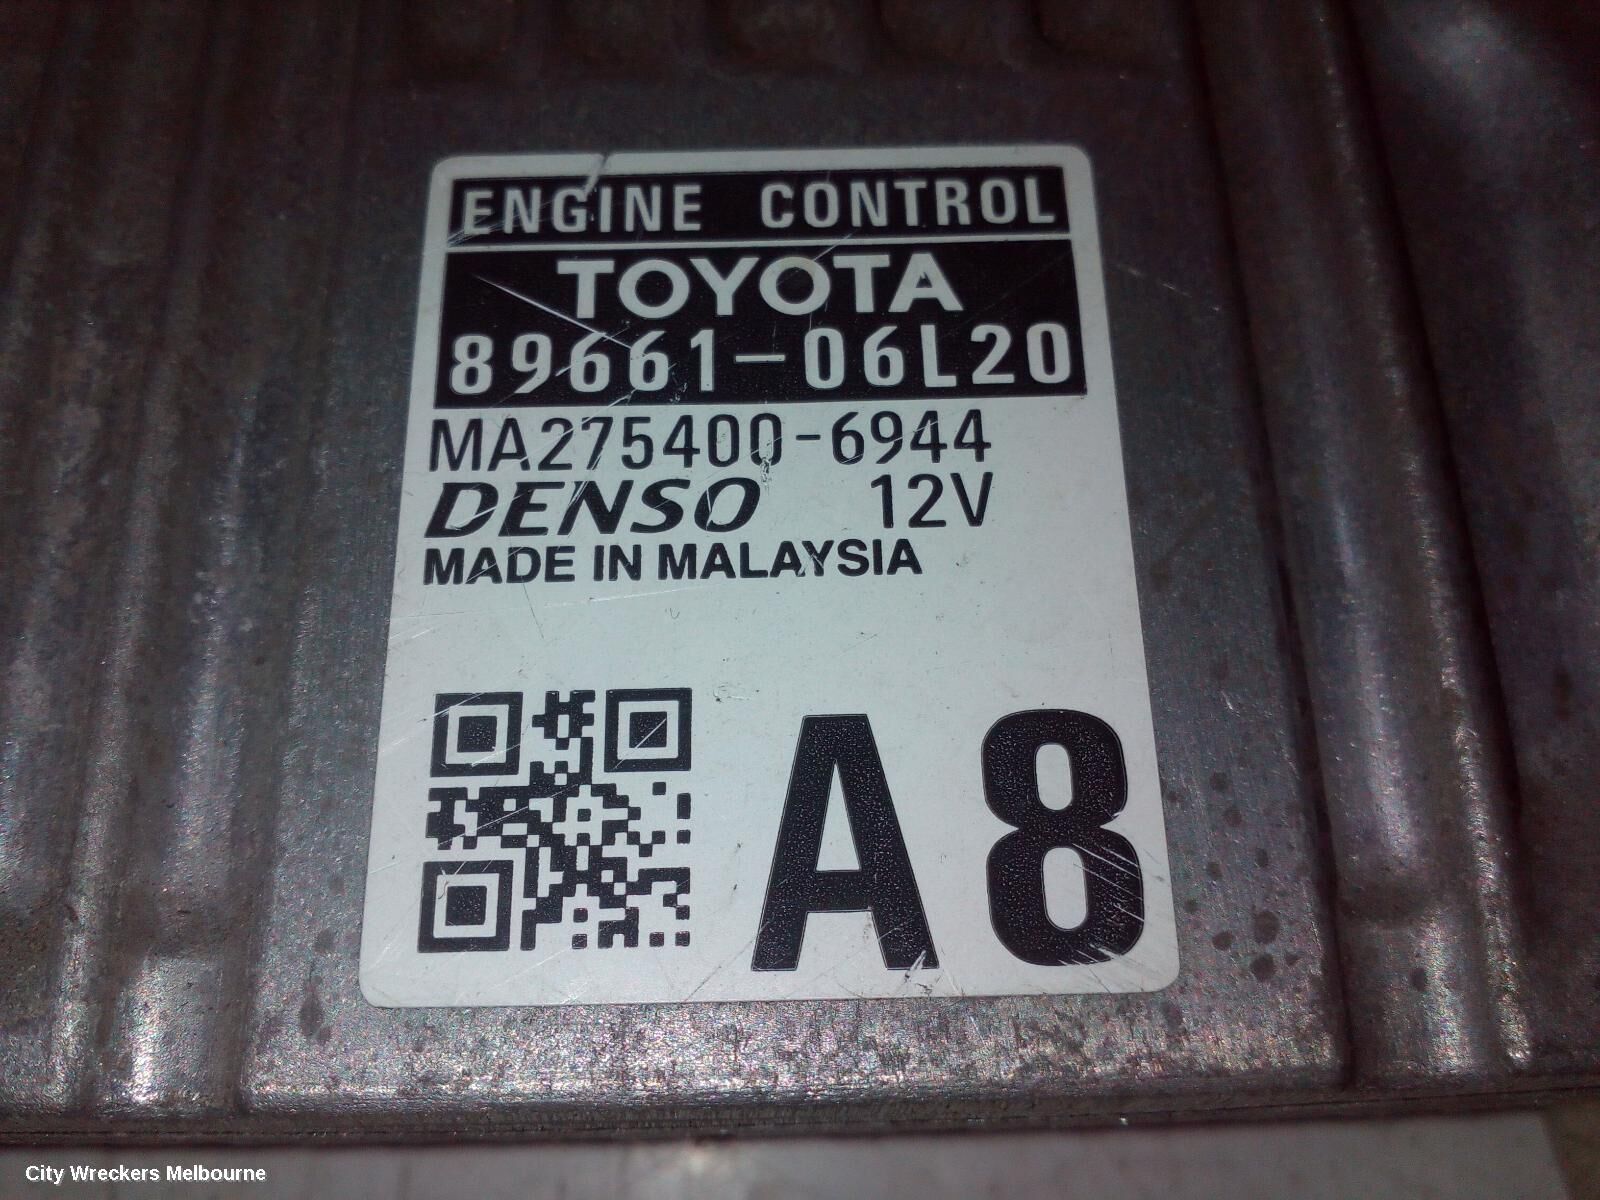 ENGINE CONTROL
TOYOTA
89661-06L20
MA275400-6944
DENSO 12V
MADE IN MALAYSIA
A8
City Wreckers Melbourne